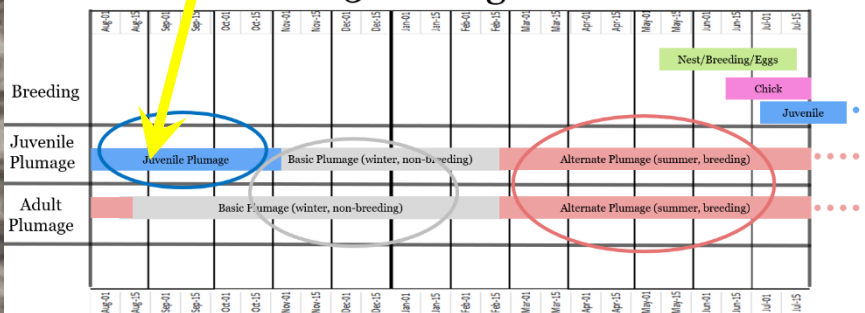 Aug-01 Aug-15 Sep-01 Sep-15 Oct-01 Oct-15 Nov-01 Nov-15 Dec-01 Dec-15 Jan-01 Jan-15 Feb-01 Feb-15 Mar-01 Mar-15 Apr-01 Apr-15 May-01 May-15 Jun-01 Jun-15 Jul-01 Jul-15
Nest/Breeding/Eggs
Breeding
Chick
Juvenile
Juvenile
Plumage
Juvenile Plumage
Basic Plumage (winter, non-breeding)
Alternate Plumage (summer, breeding)
Adult
Plumage
Basic Plumage (winter, non-breeding)
Alternate Plumage (summer, breeding)
Aug-01 Aug-15 Sep-01 Sep-15 Oct-01 Oct-15 Nov-01 Nov-15 Dec-01 Dec-15 Jan-01 Jan-15 Feb-01 Feb-15 Mar-01 Mar-15 Apr-01 Apr-15 May-01 May-15 Jun-01 Jun-15 Jul-01 Jul-15